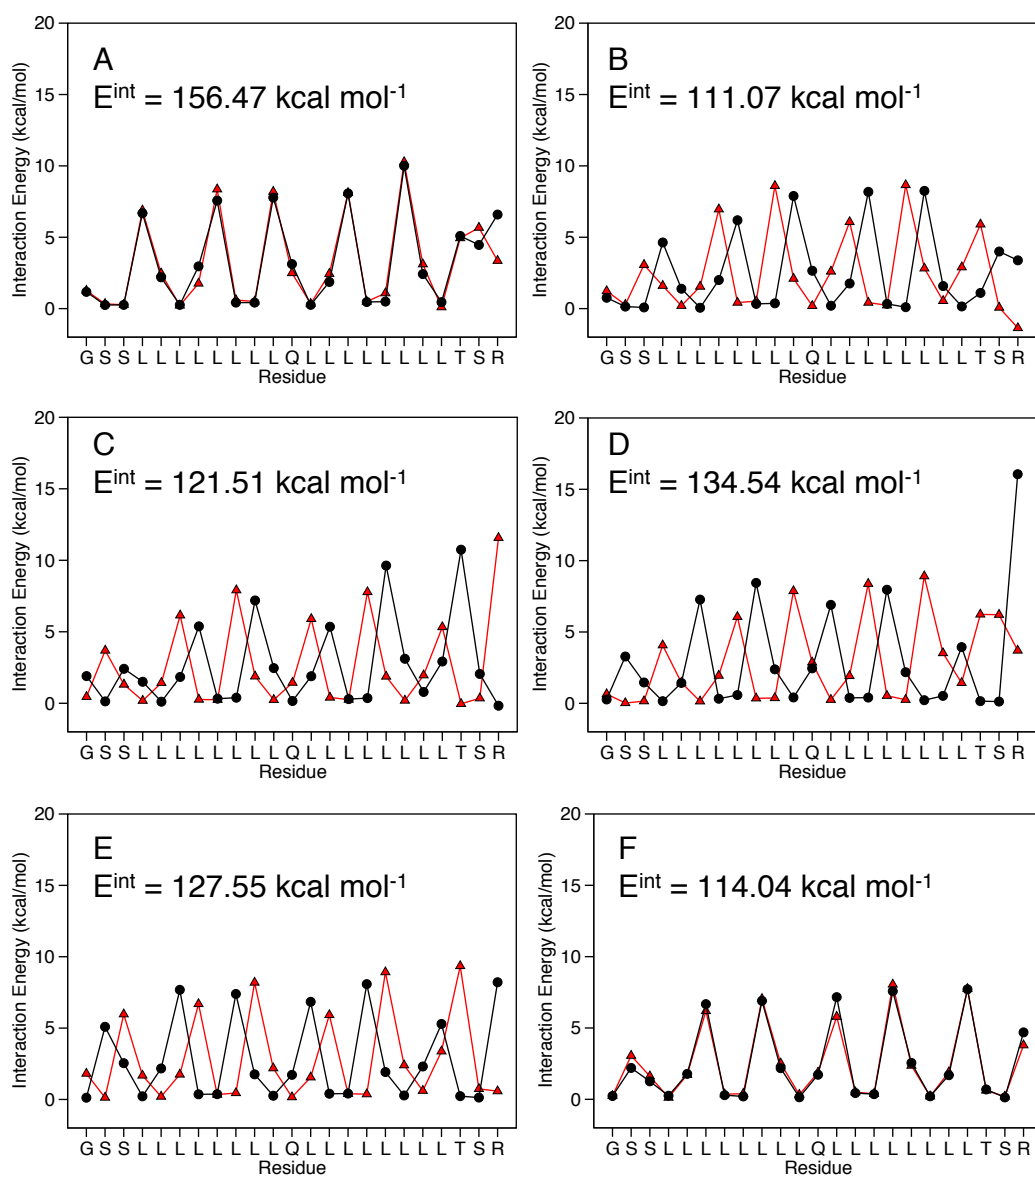 A
E^int = 156.47 kcal mol^-1
Interaction Energy (kcal/mol)
20
15
10
5
0
G S S L L L L L L L L Q L L L L L L L L T S R
Residue
B
E^int = 111.07 kcal mol^-1
Interaction Energy (kcal/mol)
20
15
10
5
0
G S S L L L L L L L L Q L L L L L L L L T S R
Residue
C
E^int = 121.51 kcal mol^-1
Interaction Energy (kcal/mol)
20
15
10
5
0
G S S L L L L L L L L Q L L L L L L L L T S R
Residue
D
E^int = 134.54 kcal mol^-1
Interaction Energy (kcal/mol)
20
15
10
5
0
G S S L L L L L L L L Q L L L L L L L L T S R
Residue
E
E^int = 127.55 kcal mol^-1
Interaction Energy (kcal/mol)
20
15
10
5
0
G S S L L L L L L L L Q L L L L L L L L T S R
Residue
F
E^int = 114.04 kcal mol^-1
Interaction Energy (kcal/mol)
20
15
10
5
0
G S S L L L L L L L L Q L L L L L L L L T S R
Residue